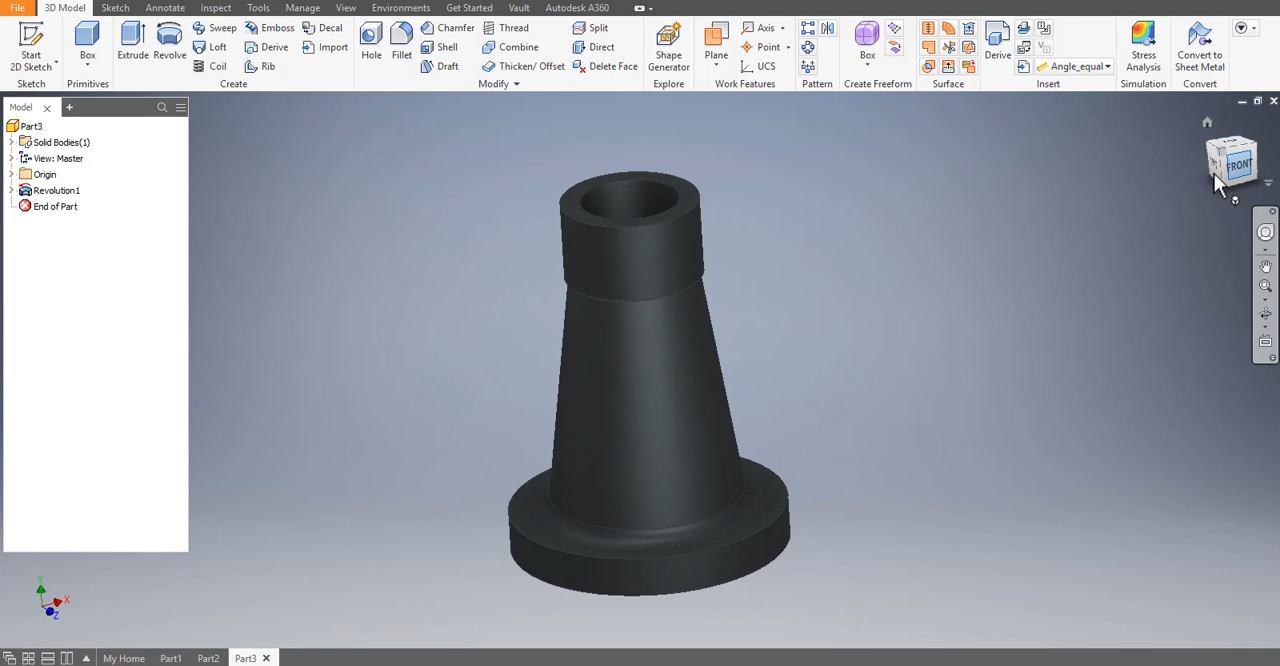 File 3D Model Sketch Annotate Inspect Tools Manage View Environments Get Started Vault Autodesk A360
Start
2D Sketch
Sketch
Box
Primitives
Extrude
Revolve
Sweep
Emboss
Decal
Loft
Derive
Import
Coil
Rib
Create
Hole
Fillet
Chamfer
Thread
Split
Shell
Combine
Direct
Draft
Thicken/ Offset
Delete Face
Modify
Shape
Generator
Explore
Plane
Axis
Point
UCS
Work Features
Pattern
Box
Create Freeform
Surface
Derive
Angle_equal
Insert
Stress
Analysis
Simulation
Convert to
Sheet Metal
Convert
Model
Part3
Solid Bodies(1)
View: Master
Origin
Revolution1
End of Part
FRONT
Y
X
Z
My Home Part1 Part2 Part3